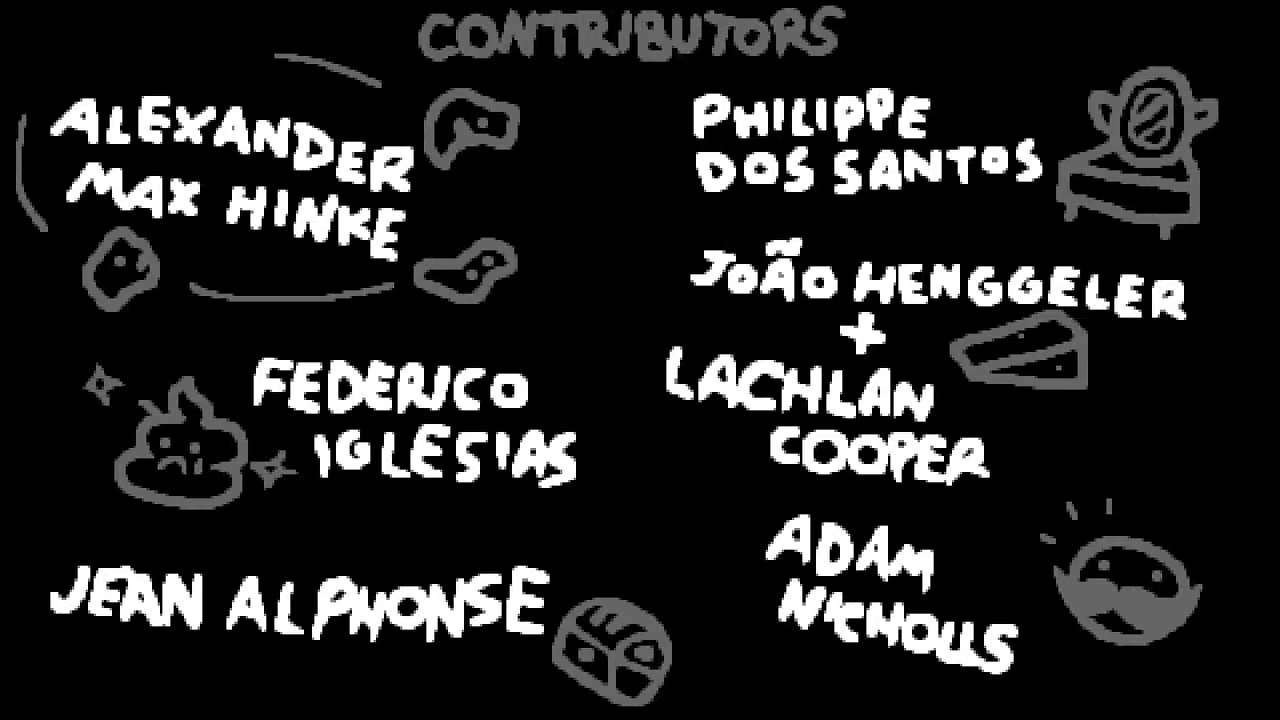 CONTRIBUTORS
ALEXANDER
MAX HINKE
FEDERICO
IGLESIAS
JEAN ALPHONSE
PHILIPPE
DOS SANTOS
JOÃO HENGGELER
+
LACHLAN
COOPER
ADAM
NICHOLLS